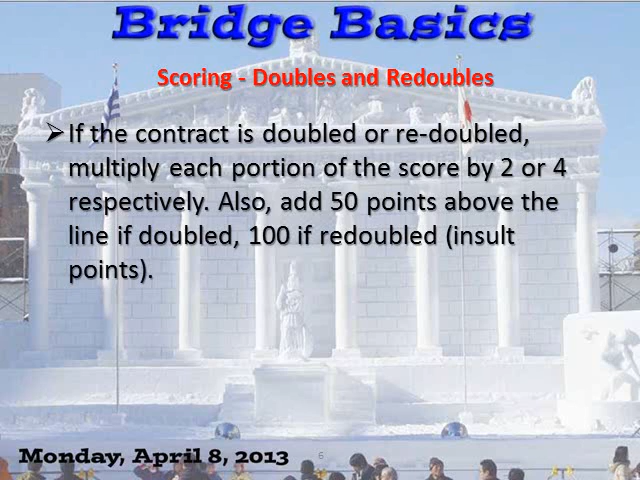 Bridge Basics
Scoring - Doubles and Redoubles
➢If the contract is doubled or re-doubled,
multiply each portion of the score by 2 or 4
respectively. Also, add 50 points above the
line if doubled, 100 if redoubled (insult
points).
Monday, April 8, 2013
6